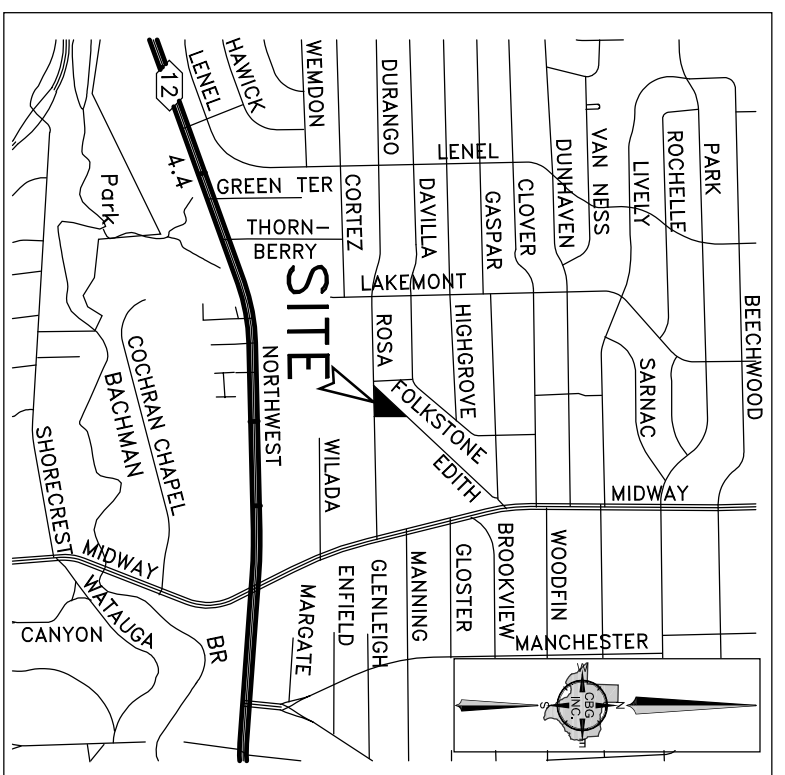 HAWICK
LENEL
WEMDON
DURANGO
12
4.4
LENEL
DUNHAVEN
VAN NESS
LIVELY
ROCHELLE
PARK
Park
GREEN TER
CORTEZ
DAVILLA
GASPAR
CLOVER
THORN-
BERRY
SITE
LAKEMONT
ROSA
HIGHGROVE
BEECHWOOD
SARNAC
COCHRAN CHAPEL
BACHMAN
NORTHWEST
FOLKSTONE
EDITH
WILADA
MIDWAY
SHORECREST
MIDWAY
WATAUGA
CANYON
BR
MARGATE
ENFIELD
GLENLEIGH
MANNING
GLOSTER
BROOKVIEW
WOODFIN
MANCHESTER
W
S
N
E
CBG
INC.